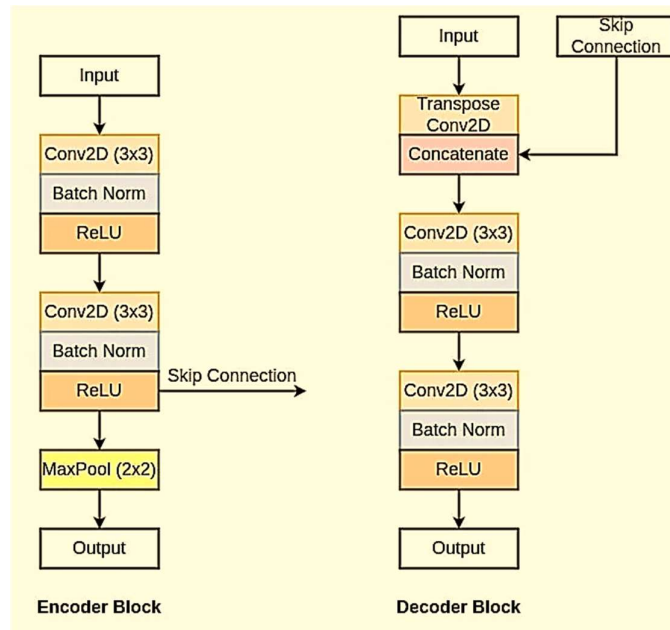 Input
Conv2D (3x3)
Batch Norm
ReLU
Conv2D (3x3)
Batch Norm
ReLU
Skip Connection
MaxPool (2x2)
Output
Encoder Block
Input
Skip
Connection
Transpose
Conv2D
Concatenate
Conv2D (3x3)
Batch Norm
ReLU
Conv2D (3x3)
Batch Norm
ReLU
Output
Decoder Block